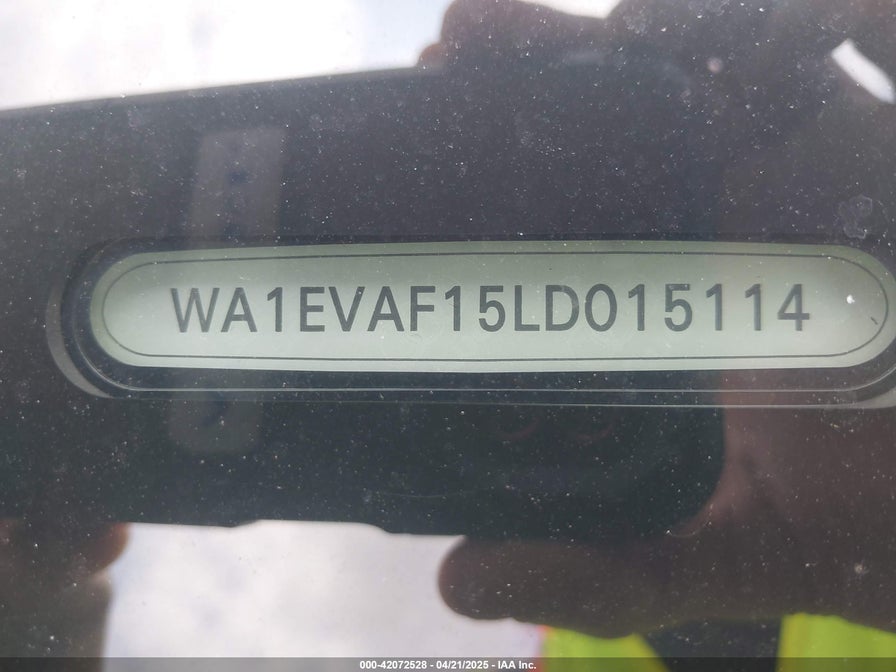 WA1EVAF15LD015114
000-42072528 - 04/21/2025 - IAA Inc.